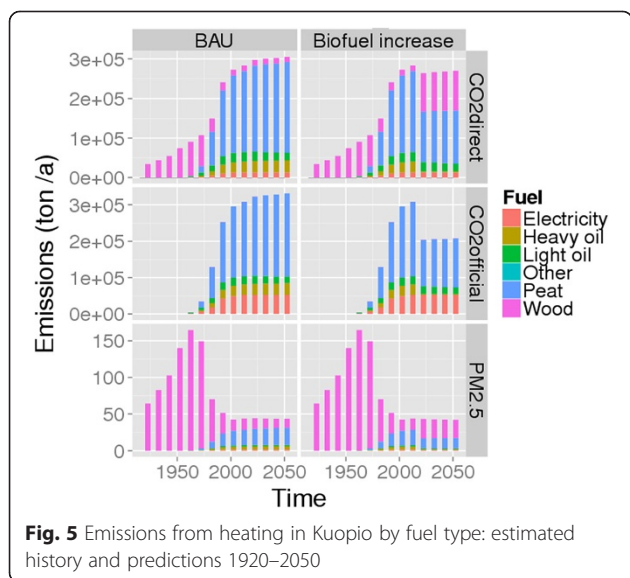 BAU
Biofuel increase
3e+05
2e+05
1e+05
0e+00
CO2direct
3e+05
2e+05
1e+05
0e+00
CO2official
150
100
50
0
PM2.5
1950 2000 2050
1950 2000 2050
Emissions (ton /a)
Time
Fuel
Electricity
Heavy oil
Light oil
Other
Peat
Wood
Fig. 5 Emissions from heating in Kuopio by fuel type: estimated
history and predictions 1920–2050